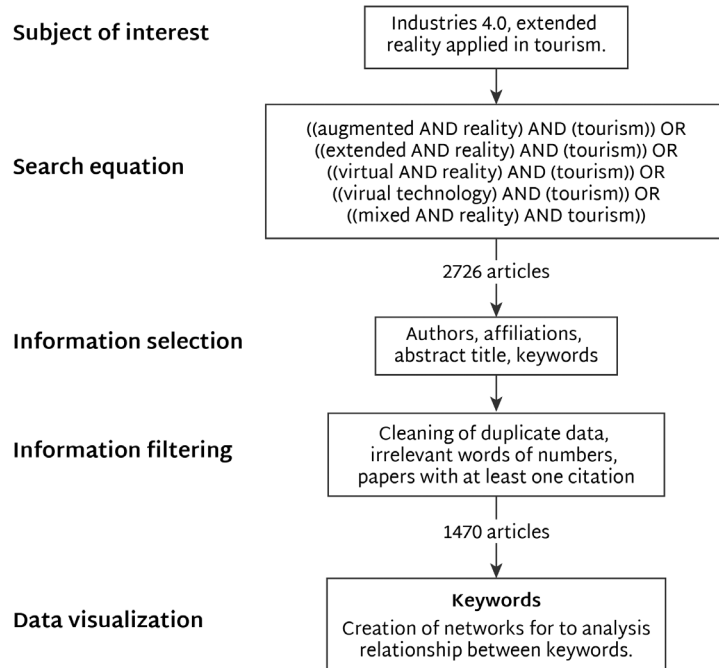 Subject of interest
Industries 4.0, extended
reality applied in tourism.
Search equation
((augmented AND reality) AND (tourism)) OR
((extended AND reality) AND (tourism)) OR
((virtual AND reality) AND (tourism)) OR
((virual technology) AND (tourism)) OR
((mixed AND reality) AND tourism))
2726 articles
Information selection
Authors, affiliations,
abstract title, keywords
Information filtering
Cleaning of duplicate data,
irrelevant words of numbers,
papers with at least one citation
1470 articles
Data visualization
Keywords
Creation of networks for to analysis
relationship between keywords.